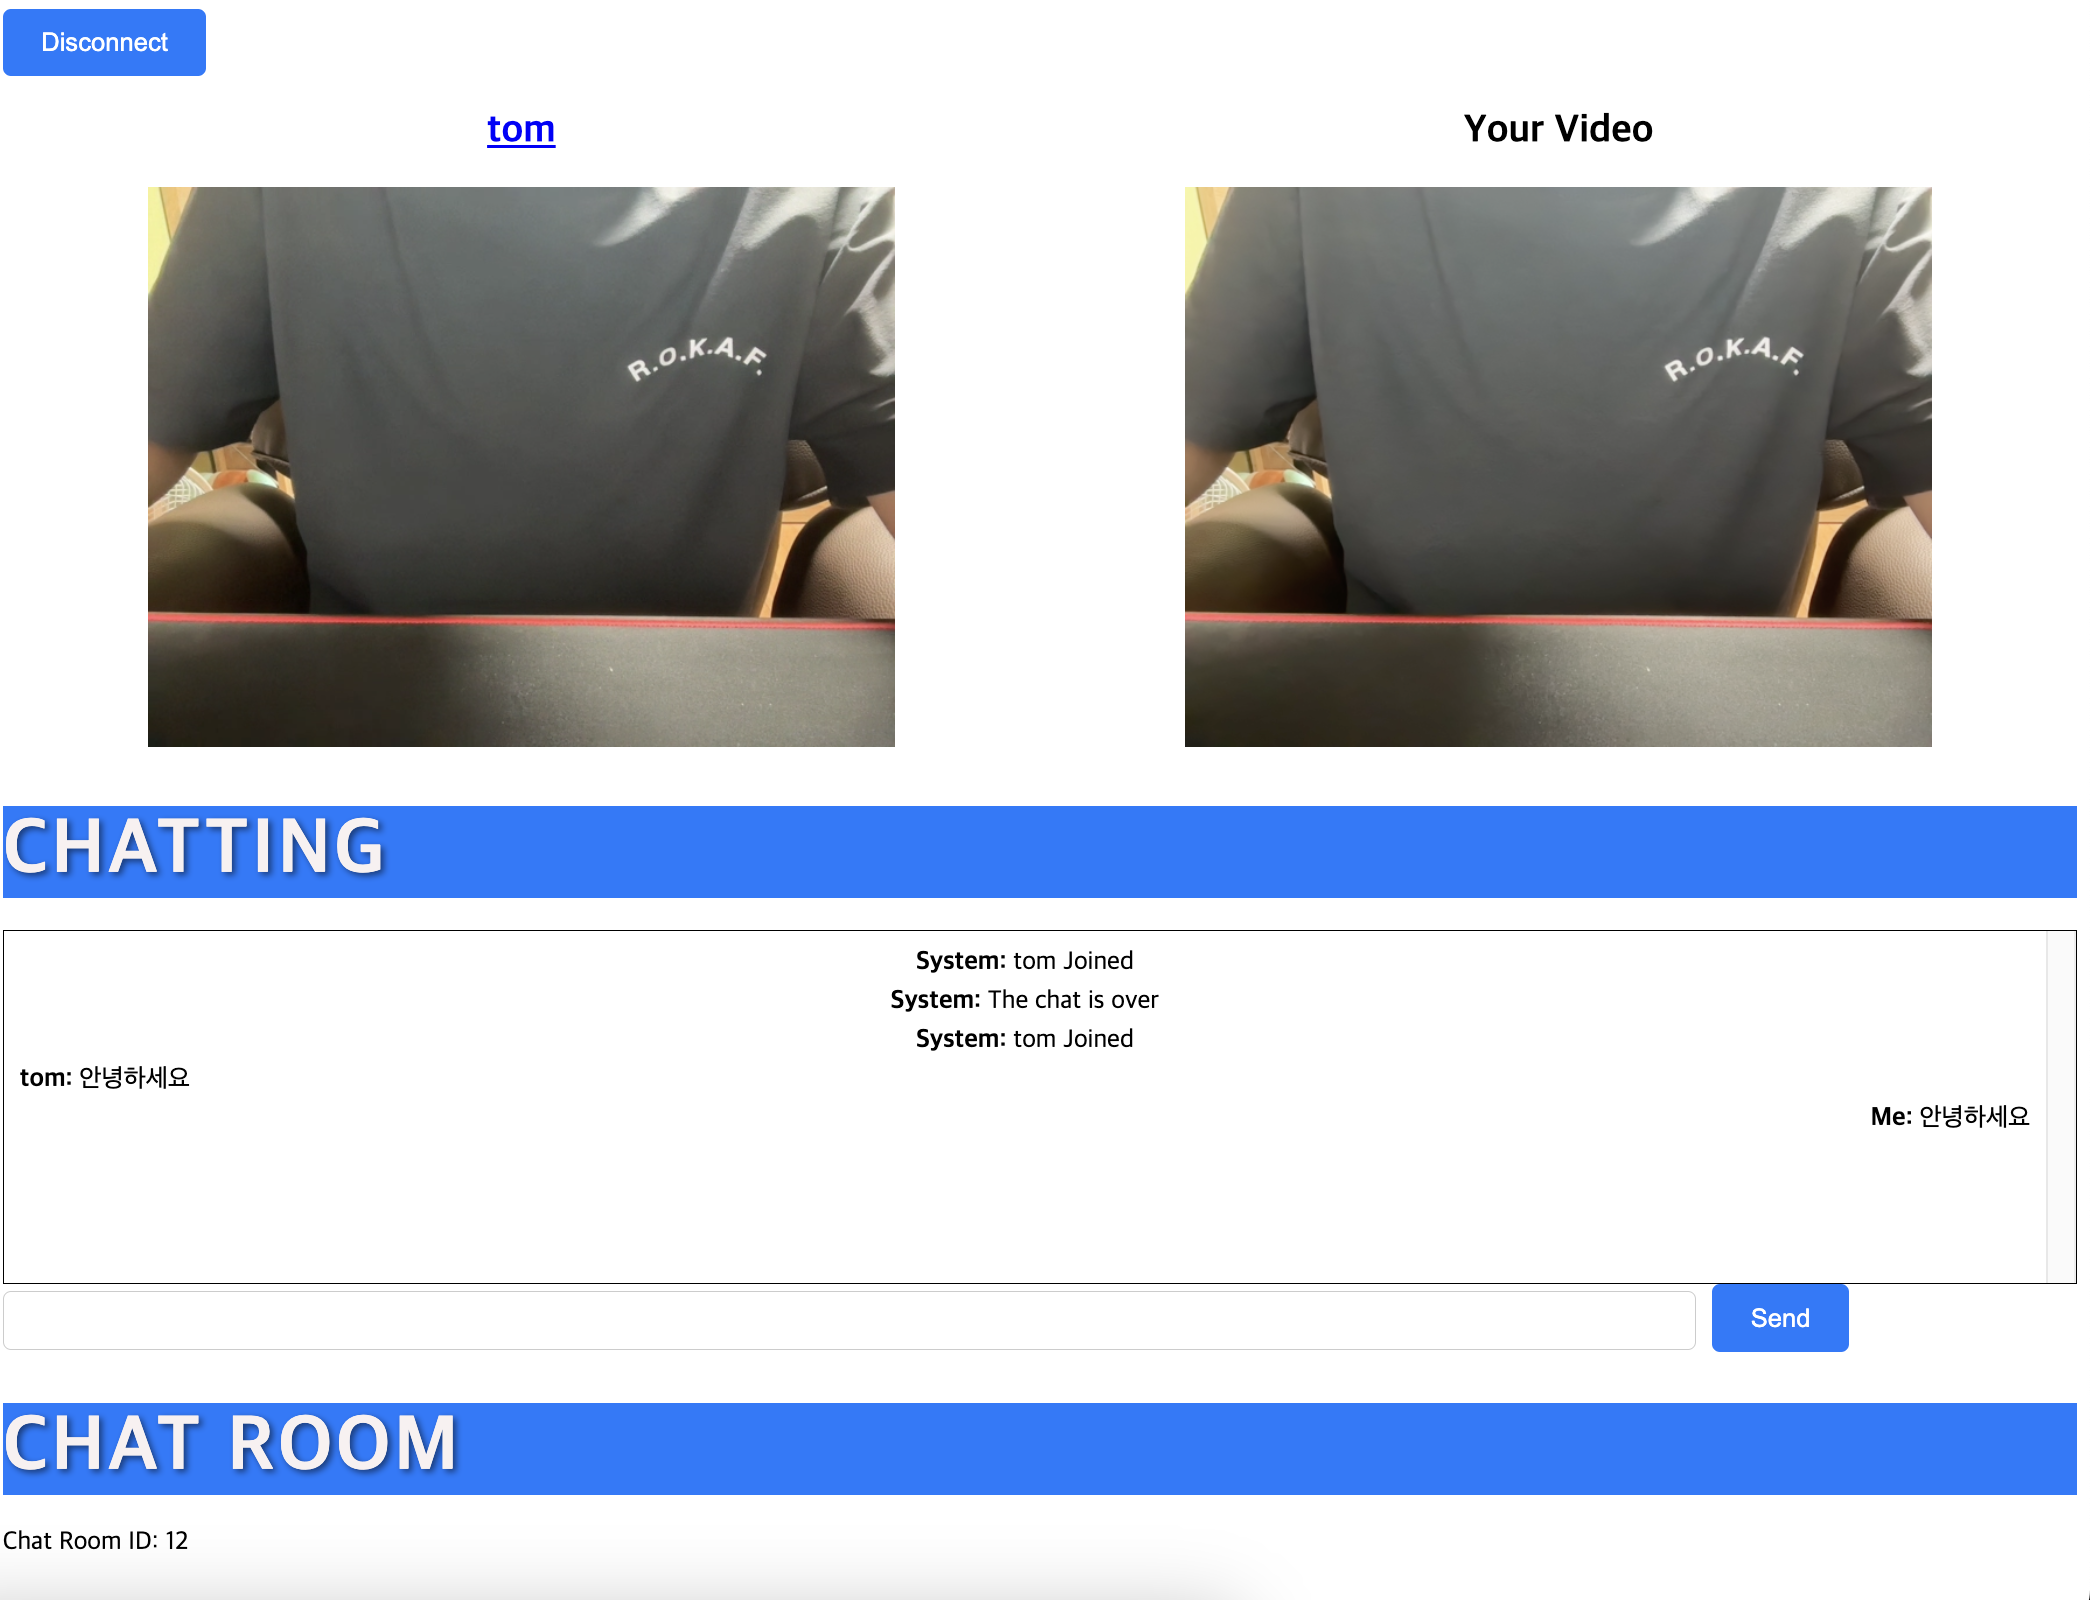 Disconnect
tom
Your Video
R.O.K.A.F.
R.O.K.A.F.
CHATTING
System: tom Joined
System: The chat is over
System: tom Joined
tom: 안녕하세요
Me: 안녕하세요
Send
CHAT ROOM
Chat Room ID: 12